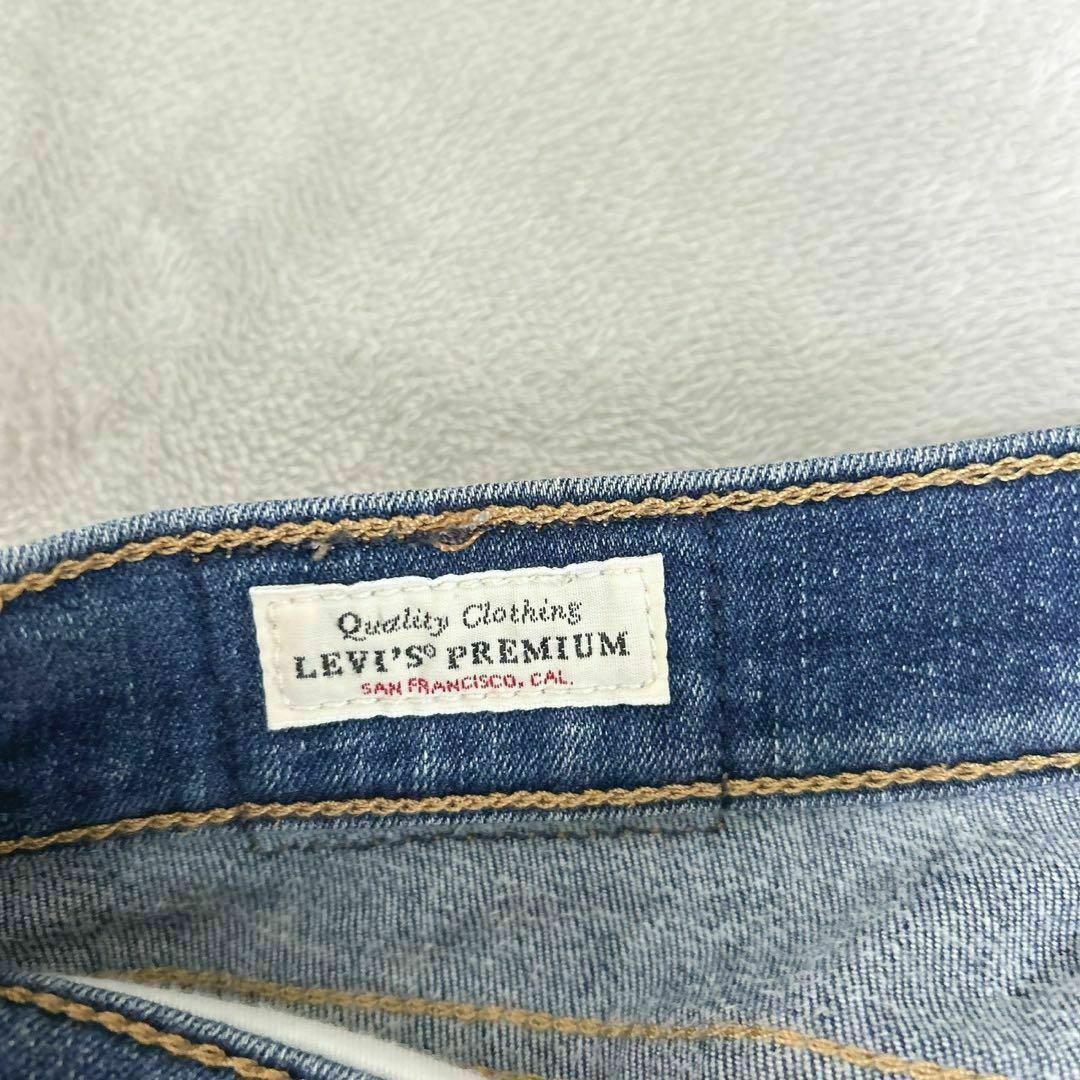 Quality Clothing
LEVI'S® PREMIUM
SAN FRANCISCO, CAL.